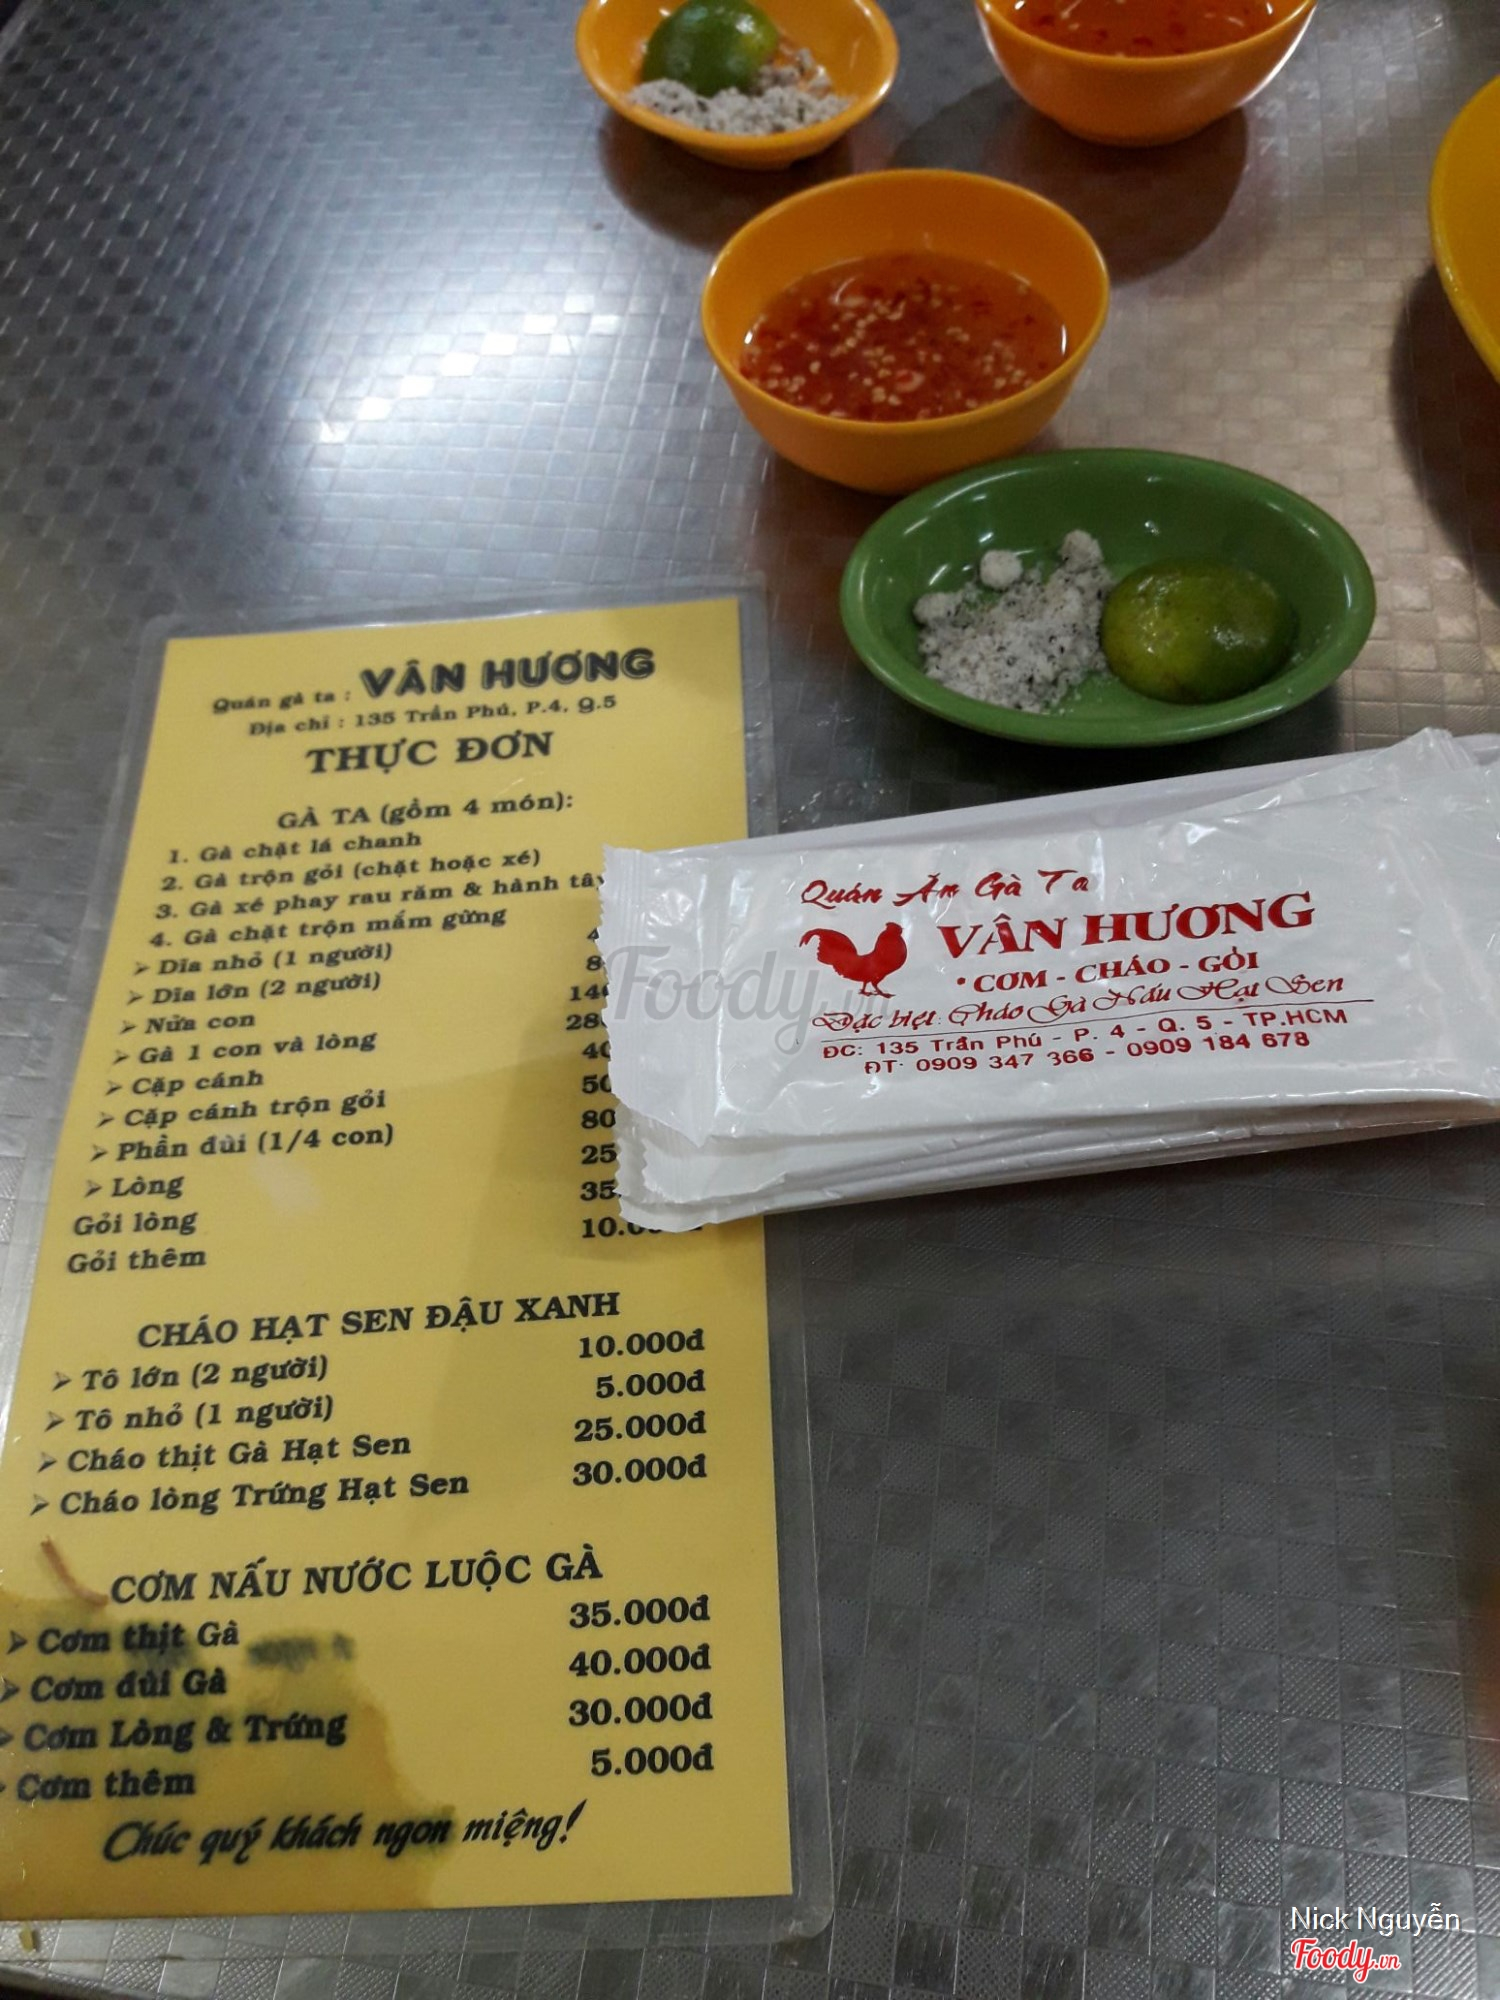 Quán gà ta : VÂN HƯƠNG
Địa chỉ : 135 Trần Phú, P.4, Q.5
THỰC ĐƠN
GÀ TA (gồm 4 món):
1. Gà chặt lá chanh
2. Gà trộn gỏi (chặt hoặc xé)
3. Gà xé phay rau răm & hành tây
4. Gà chặt trộn mắm gừng
➤ Dĩa nhỏ (1 người)
➤ Dĩa lớn (2 người)
➤ Nửa con
➤ Gà 1 con và lòng
➤ Cặp cánh
➤ Cặp cánh trộn gỏi
➤ Phần đùi (1/4 con)
➤ Lòng
Gỏi lòng
Gỏi thêm
CHÁO HẠT SEN ĐẬU XANH
➤ Tô lớn (2 người) 10.000đ
➤ Tô nhỏ (1 người) 5.000đ
➤ Cháo thịt Gà Hạt Sen 25.000đ
➤ Cháo lòng Trứng Hạt Sen 30.000đ
CƠM NẤU NƯỚC LUỘC GÀ
➤ Cơm thịt Gà 35.000đ
➤ Cơm đùi Gà 40.000đ
➤ Cơm Lòng & Trứng 30.000đ
➤ Cơm thêm 5.000đ
Chúc quý khách ngon miệng!
Quán Ăn Gà Ta
VÂN HƯƠNG
• CƠM - CHÁO - GỎI
Đặc biệt: Cháo Gà Nấu Hạt Sen
ĐC: 135 Trần Phú - P. 4 - Q. 5 - TP.HCM
ĐT: 0909 347 366 - 0909 184 678
Foody.vn
Nick Nguyễn
Foody.vn